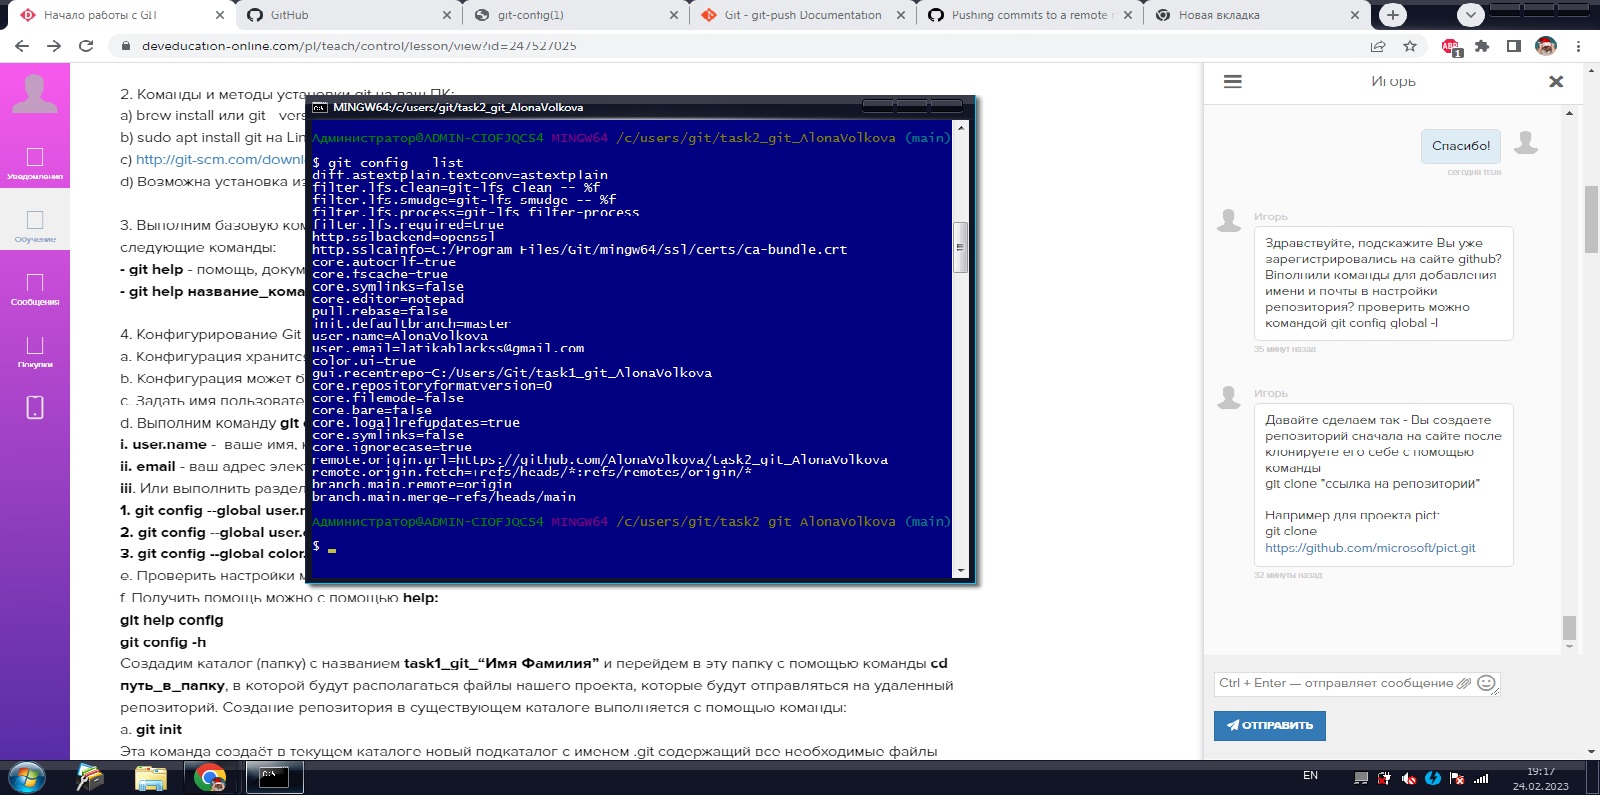 Начало работы с GIT
GitHub
git-config(1)
Git - git-push Documentation
Pushing commits to a remote
Новая вкладка
deveducation-online.com/pl/teach/control/lesson/view?id=247527025
ABP
1
Уведомления
Обучение
Сообщения
Покупки
2. Команды и методы установки git на ваш ПК:
a) brew install или git
b) sudo apt install git на Lin
c) http://git-scm.com/downl
d) Возможна установка из
3. Выполним базовую ком
следующие команды:
- git help - помощь, докум
- git help название_кома
4. Конфигурирование Git
a. Конфигурация хранится
b. Конфигурация может б
c. Задать имя пользовате
d. Выполним команду git
i. user.name - ваше имя,
ii. email - ваш адрес элект
iii. Или выполнить раздел
1. git config --global user.n
2. git config --global user.
3. git config --global color.
e. Проверить настройки м
f. Получить помощь можно с помощью help:
git help config
git config -h
Создадим каталог (папку) с названием task1_git_“Имя Фамилия” и перейдем в эту папку с помощью команды cd
путь_в_папку, в которой будут располагаться файлы нашего проекта, которые будут отправляться на удаленный
репозиторий. Создание репозитория в существующем каталоге выполняется с помощью команды:
a. git init
Эта команда создаёт в текущем каталоге новый подкаталог с именем .git содержащий все необходимые файлы
MINGW64:/c/users/git/task2_git_AlonaVolkova
Администратор@ADMIN-CIOFJQCS4 MINGW64 /c/users/git/task2_git_AlonaVolkova (main)
$ git config --list
diff.astextplain.textconv=astextplain
filter.lfs.clean=git-lfs clean -- %f
filter.lfs.smudge=git-lfs smudge -- %f
filter.lfs.process=git-lfs filter-process
filter.lfs.required=true
http.sslbackend=openssl
http.sslcainfo=C:/Program Files/Git/mingw64/ssl/certs/ca-bundle.crt
core.autocrlf=true
core.fscache=true
core.symlinks=false
core.editor=notepad
pull.rebase=false
init.defaultbranch=master
user.name=AlonaVolkova
user.email=latikablackss@gmail.com
color.ui=true
gui.recentrepo=C:/Users/Git/task1_git_AlonaVolkova
core.repositoryformatversion=0
core.filemode=false
core.bare=false
core.logallrefupdates=true
core.symlinks=false
core.ignorecase=true
remote.origin.url=https://github.com/AlonaVolkova/task2_git_AlonaVolkova
remote.origin.fetch=+refs/heads/*:refs/remotes/origin/*
branch.main.remote=origin
branch.main.merge=refs/heads/main
Администратор@ADMIN-CIOFJQCS4 MINGW64 /c/users/git/task2_git_AlonaVolkova (main)
$
Игорь
Спасибо!
сегодня 11:08
Игорь
Здравствуйте, подскажите Вы уже
зарегистрировались на сайте github?
Віполнили команды для добавления
имени и почты в настройки
репозитория? проверить можно
командой git config global -l
35 минут назад
Игорь
Давайте сделаем так - Вы создаете
репозиторий сначала на сайте после
клонируете его себе с помощью
команды
git clone "ссылка на репозиторий"
Например для проекта pict:
git clone
https://github.com/microsoft/pict.git
32 минуты назад
Ctrl + Enter — отправляет сообщение
ОТПРАВИТЬ
EN
19:17
24.02.2023